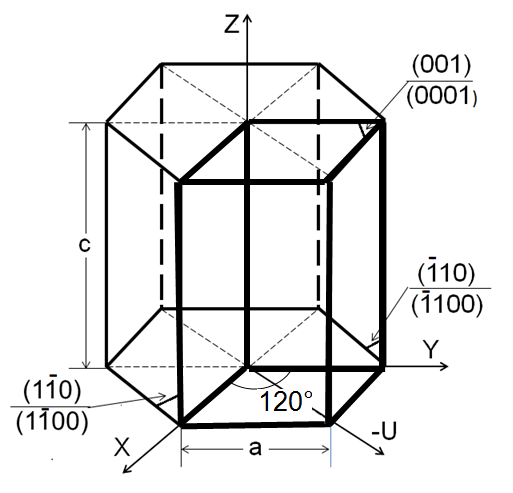 Z
(001)
(0001)
c
(1̄10)
(1̄100)
Y
(11̄0)
(11̄00)
120°
X
a
-U